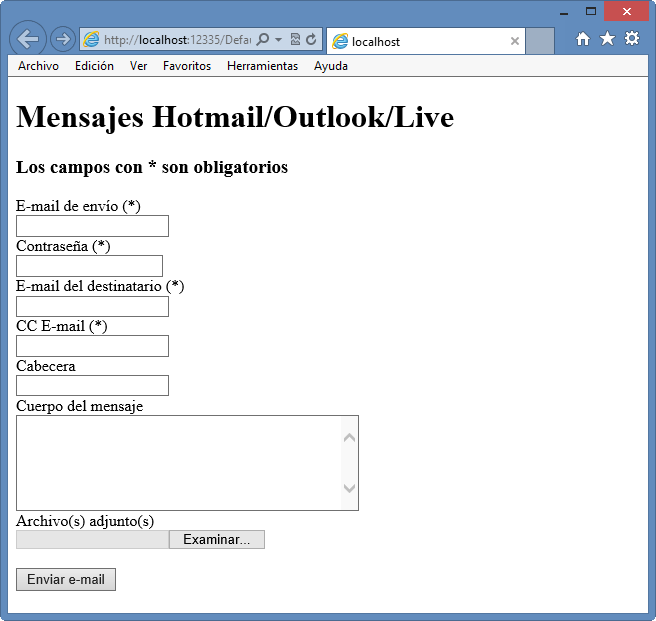 http://localhost:12335/Defau
localhost
Archivo Edición Ver Favoritos Herramientas Ayuda
Mensajes Hotmail/Outlook/Live
Los campos con * son obligatorios
E-mail de envío (*)
Contraseña (*)
E-mail del destinatario (*)
CC E-mail (*)
Cabecera
Cuerpo del mensaje
Archivo(s) adjunto(s)
Examinar...
Enviar e-mail